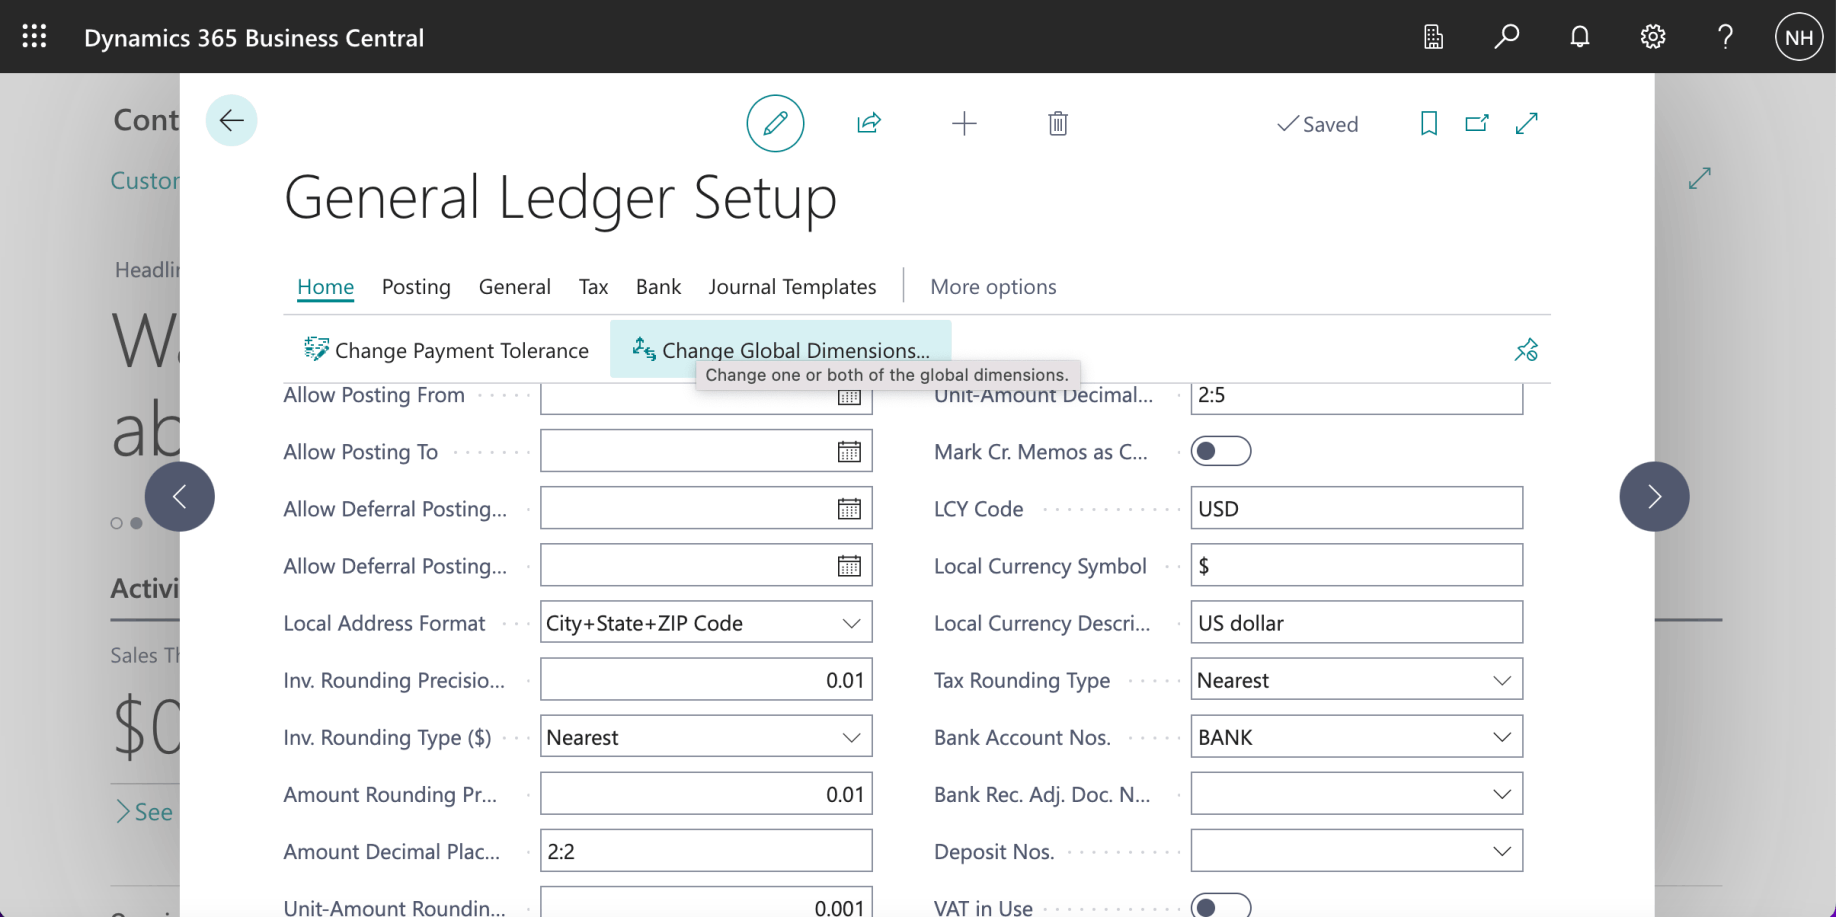 Dynamics 365 Business Central
NH
Cont
Custor
Headlir
Wa
ab
Activi
Sales Th
$0
See
Saved
General Ledger Setup
Home Posting General Tax Bank Journal Templates More options
Change Payment Tolerance Change Global Dimensions...
Change one or both of the global dimensions.
Allow Posting From
Unit-Amount Decimal... 2:5
Allow Posting To
Mark Cr. Memos as C...
Allow Deferral Posting...
LCY Code USD
Allow Deferral Posting...
Local Currency Symbol $
Local Address Format City+State+ZIP Code
Local Currency Descri... US dollar
Inv. Rounding Precisio... 0.01
Tax Rounding Type Nearest
Inv. Rounding Type ($) Nearest
Bank Account Nos. BANK
Amount Rounding Pr... 0.01
Bank Rec. Adj. Doc. N...
Amount Decimal Plac... 2:2
Deposit Nos.
Unit-Amount Roundin... 0.001
VAT in Use